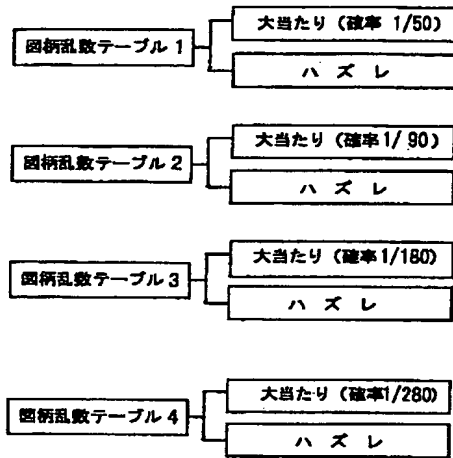 大当たり (確率 1/50)
図柄乱数テーブル 1
ハ ズ レ
大当たり (確率 1/ 90)
図柄乱数テーブル 2
ハ ズ レ
大当たり (確率 1/180)
図柄乱数テーブル 3
ハ ズ レ
大当たり (確率1/280)
図柄乱数テーブル 4
ハ ズ レ